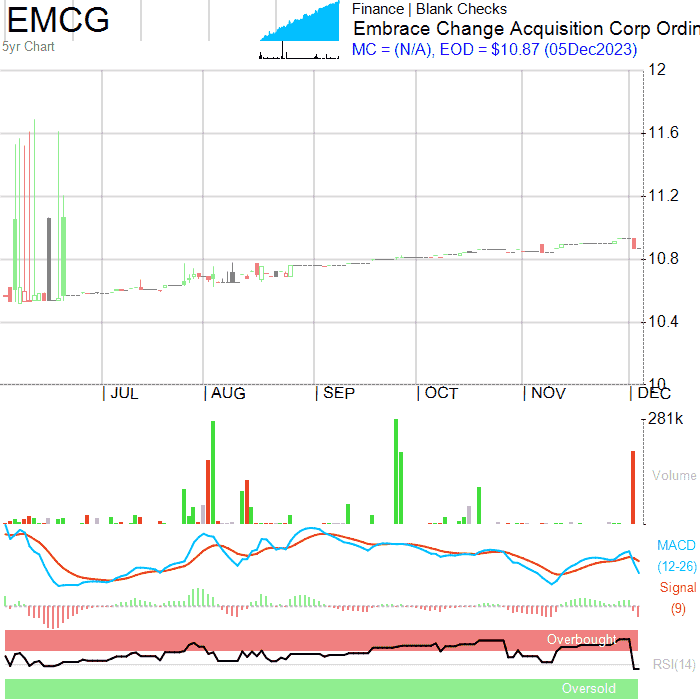 EMCG
5yr Chart
Finance | Blank Checks
Embrace Change Acquisition Corp Ordin
MC = (N/A), EOD = $10.87 (05Dec2023)
12
11.6
11.2
10.8
10.4
10
| JUL | AUG | SEP | OCT | NOV | DEC
281k
Volume
MACD
(12-26)
Signal
(9)
Overbought
RSI(14)
Oversold